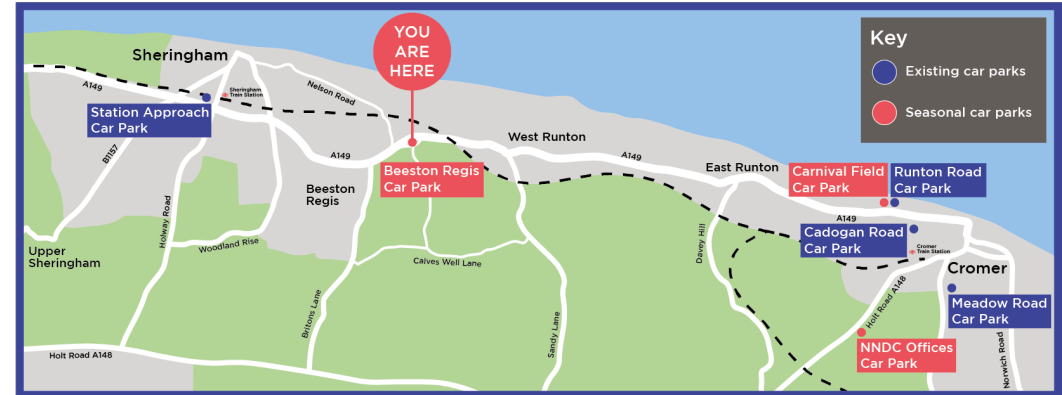 YOU
ARE
HERE
Key
Existing car parks
Seasonal car parks
Sheringham
A149
Sheringham
Train Station
Nelson Road
Station Approach
Car Park
B1157
A149
Beeston Regis
Car Park
West Runton
A149
East Runton
Carnival Field
Car Park
Runton Road
Car Park
A149
Cadogan Road
Car Park
Cromer
Train Station
Cromer
Beeston
Regis
Holway Road
Woodland Rise
Upper
Sheringham
Calves Well Lane
Davey Hill
Holt Road A148
Meadow Road
Car Park
NNDC Offices
Car Park
Britons Lane
Sandy Lane
Norwich Road
Holt Road A148